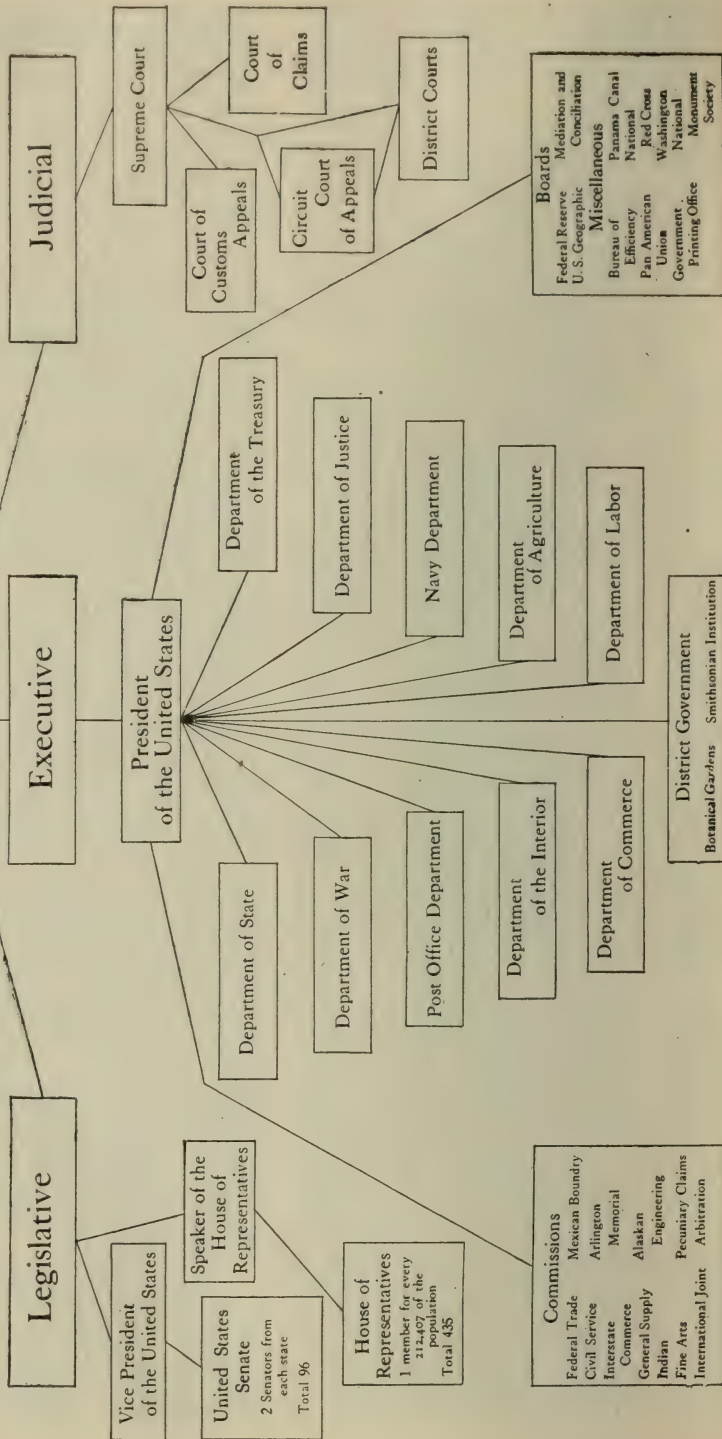 Legislative
Vice President
of the United States
United States
Senate
2 Senators from
each state
Total 96
Speaker of the
House of
Representatives
House of
Representatives
1 member for every
212,407 of the
population
Total 435
Executive
President
of the United States
Department of State
Department of War
Post Office Department
Department
of the Interior
Department
of Commerce
Department
of the Treasury
Department of Justice
Navy Department
Department
of Agriculture
Department of Labor
Commissions
Federal Trade
Civil Service
Interstate
Commerce
General Supply
Indian
Fine Arts
International Joint
Mexican Boundry
Arlington
Memorial
Alaskan
Engineering
Pecuniary Claims
Arbitration
District Government
Botanical Gardens Smithsonian Institution
Judicial
Supreme Court
Court of
Customs
Appeals
Court
of
Claims
Circuit
Court
of Appeals
District Courts
Boards
Federal Reserve
U. S. Geographic
Mediation and
Conciliation
Miscellaneous
Bureau of
Efficiency
Pan American
Union
Government
Printing Office
Panama Canal
National
Red Cross
Washington
National
Monument
Society